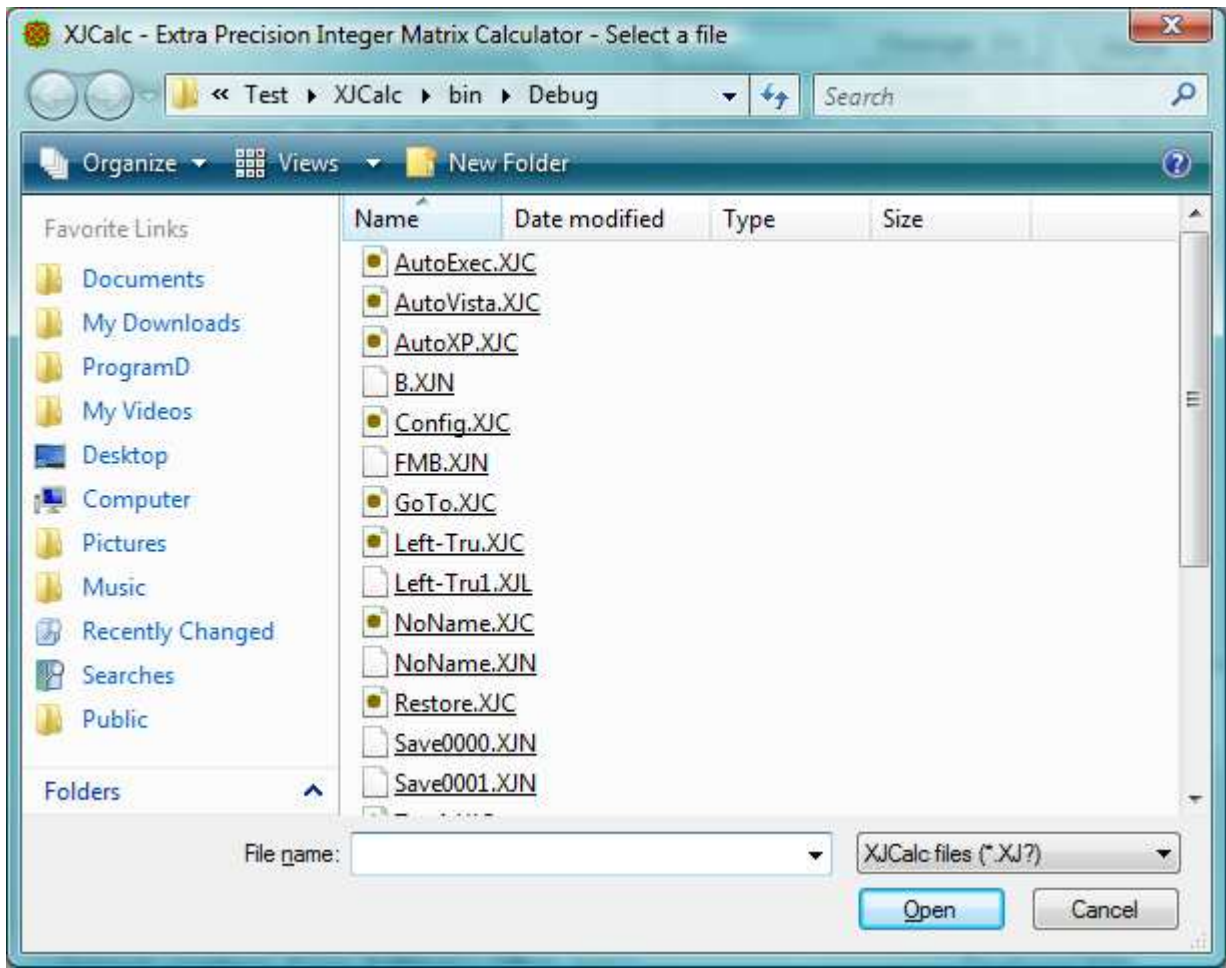 XJCalc - Extra Precision Integer Matrix Calculator - Select a file
« Test XJCalc bin Debug Search
Organize Views New Folder
Favorite Links
Documents
My Downloads
ProgramD
My Videos
Desktop
Computer
Pictures
Music
Recently Changed
Searches
Public
Folders
Name Date modified Type Size
AutoExec.XJC
AutoVista.XJC
AutoXP.XJC
B.XJN
Config.XJC
FMB.XJN
GoTo.XJC
Left-Tru.XJC
Left-Tru1.XJL
NoName.XJC
NoName.XJN
Restore.XJC
Save0000.XJN
Save0001.XJN
File name: XJCalc files (*.XJ?)
Open Cancel